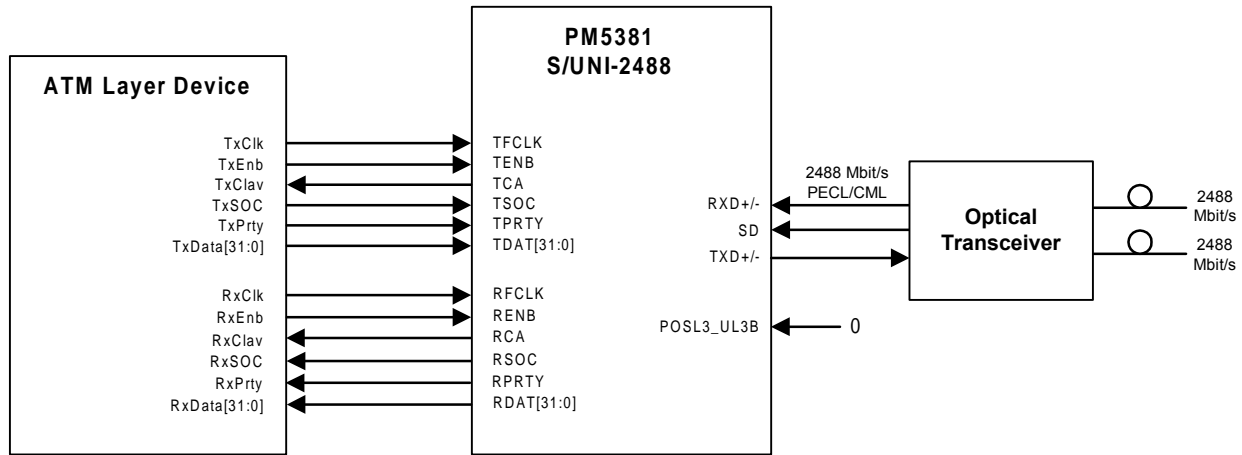 ATM Layer Device
TxClk
TxEnb
TxClav
TxSOC
TxPrty
TxData[31:0]
RxClk
RxEnb
RxClav
RxSOC
RxPrty
RxData[31:0]
PM5381
S/UNI-2488
TFCLK
TENB
TCA
TSOC
TPRTY
TDAT[31:0]
RFCLK
RENB
RCA
RSOC
RPRTY
RDAT[31:0]
RXD+/-
SD
TXD+/-
POSL3_UL3B
0
2488 Mbit/s
PECL/CML
Optical
Transceiver
2488
Mbit/s
2488
Mbit/s